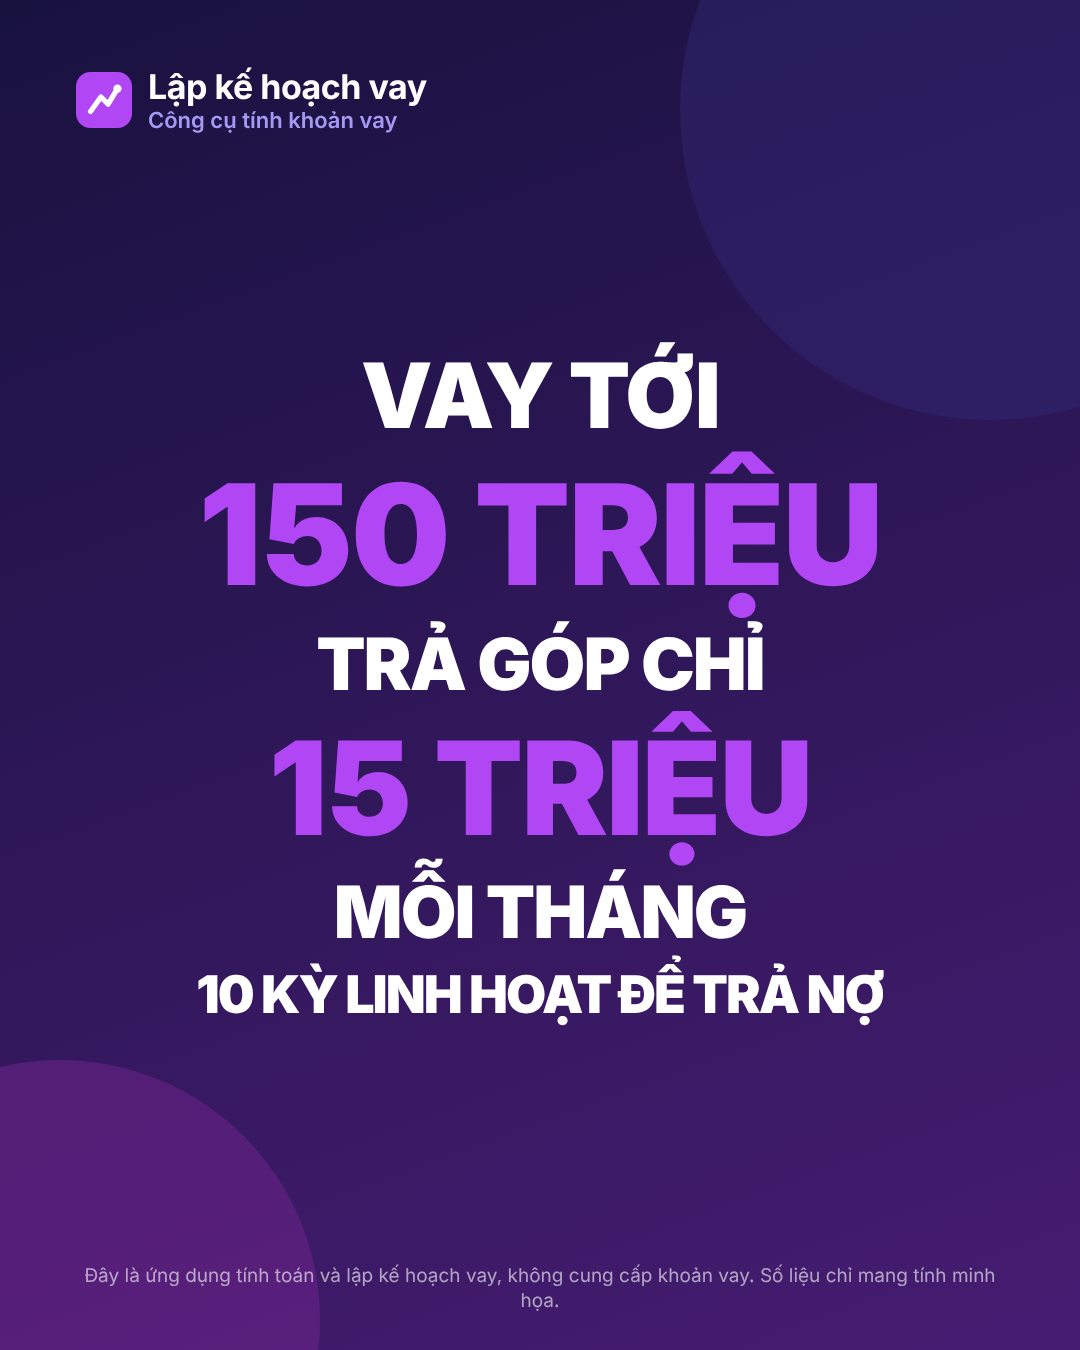 Lập kế hoạch vay
Công cụ tính khoản vay
VAY TỚI
150 TRIỆU
TRẢ GÓP CHỈ
15 TRIỆU
MỖI THÁNG
10 KỲ LINH HOẠT ĐỂ TRẢ NỢ
Đây là ứng dụng tính toán và lập kế hoạch vay, không cung cấp khoản vay. Số liệu chỉ mang tính minh
họa.